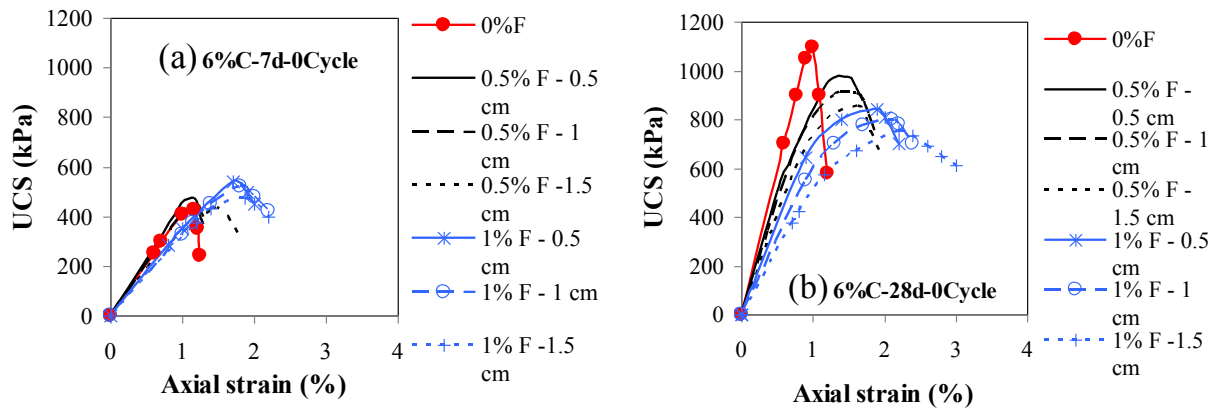 UCS (kPa)
1200
1000
800
600
400
200
0
(a) 6%C-7d-0Cycle
0
1
2
3
4
Axial strain (%)
0%F
0.5% F - 0.5
cm
0.5% F - 1
cm
0.5% F -1.5
cm
1% F - 0.5
cm
1% F - 1 cm
1% F -1.5
cm
UCS (kPa)
1200
1000
800
600
400
200
0
(b) 6%C-28d-0Cycle
0
1
2
3
4
Axial strain (%)
0%F
0.5% F -
0.5 cm
0.5% F - 1
cm
0.5% F -
1.5 cm
1% F - 0.5
cm
1% F - 1
cm
1% F -1.5
cm